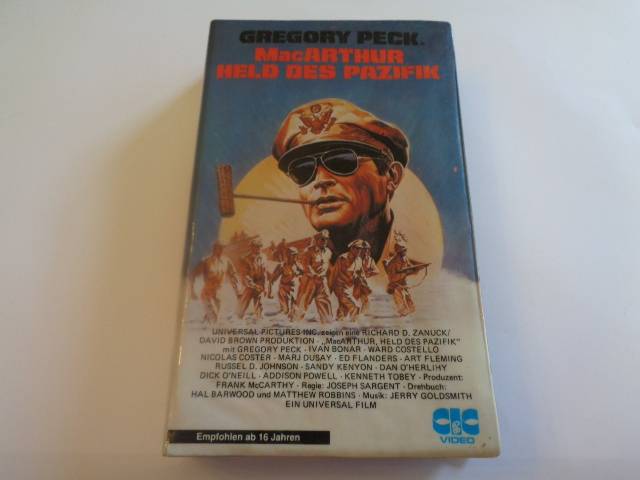 GREGORY PECK.
MacARTHUR
HELD DES PAZIFIK
UNIVERSAL PICTURES INC. zeigen eine RICHARD D. ZANUCK/
DAVID BROWN PRODUKTION · „MacARTHUR, HELD DES PAZIFIK"
mit GREGORY PECK · IVAN BONAR · WARD COSTELLO
NICOLAS COSTER · MARJ DUSAY · ED FLANDERS · ART FLEMING
RUSSEL D. JOHNSON · SANDY KENYON · DAN O'HERLIHY
DICK O'NEILL · ADDISON POWELL · KENNETH TOBEY · Produzent:
FRANK McCARTHY · Regie: JOSEPH SARGENT · Drehbuch:
HAL BARWOOD und MATTHEW ROBBINS · Musik: JERRY GOLDSMITH
EIN UNIVERSAL FILM
CIC
VIDEO
Empfohlen ab 16 Jahren